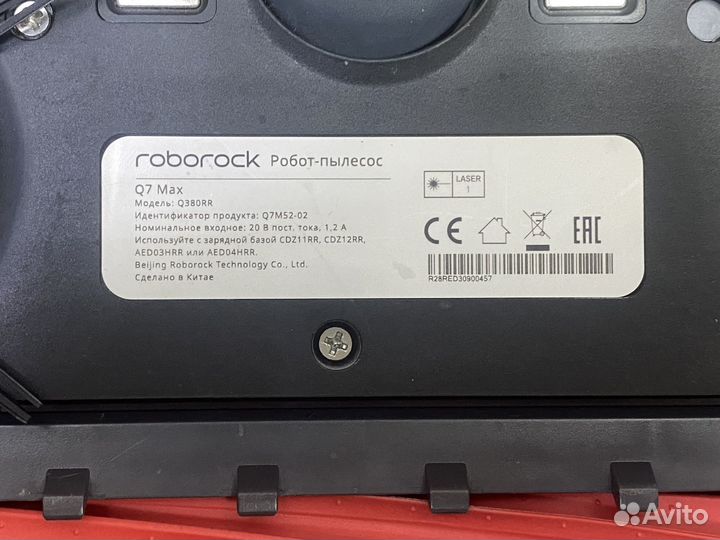 roborock Робот-пылесос
Q7 Max
Модель: Q380RR
Идентификатор продукта: Q7M52-02
Номинальное входное: 20 В пост. тока, 1,2 А
Используйте с зарядной базой CDZ11RR, CDZ12RR,
AED03HRR или AED04HRR.
Beijing Roborock Technology Co., Ltd.
Сделано в Китае
LASER
1
CE
EAC
R28RED30900457
Avito